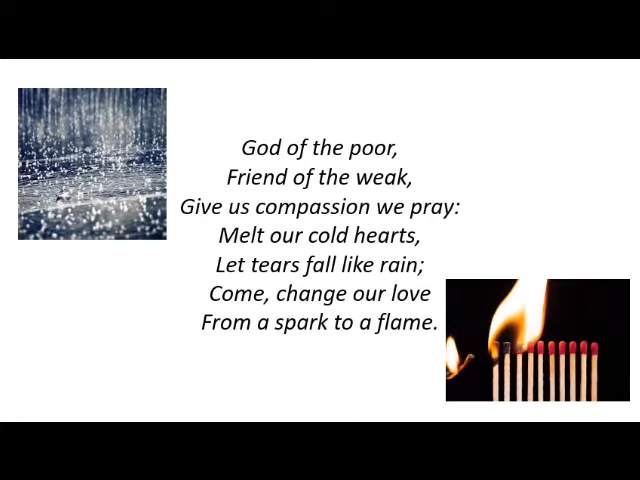 God of the poor,
Friend of the weak,
Give us compassion we pray:
Melt our cold hearts,
Let tears fall like rain;
Come, change our love
From a spark to a flame.